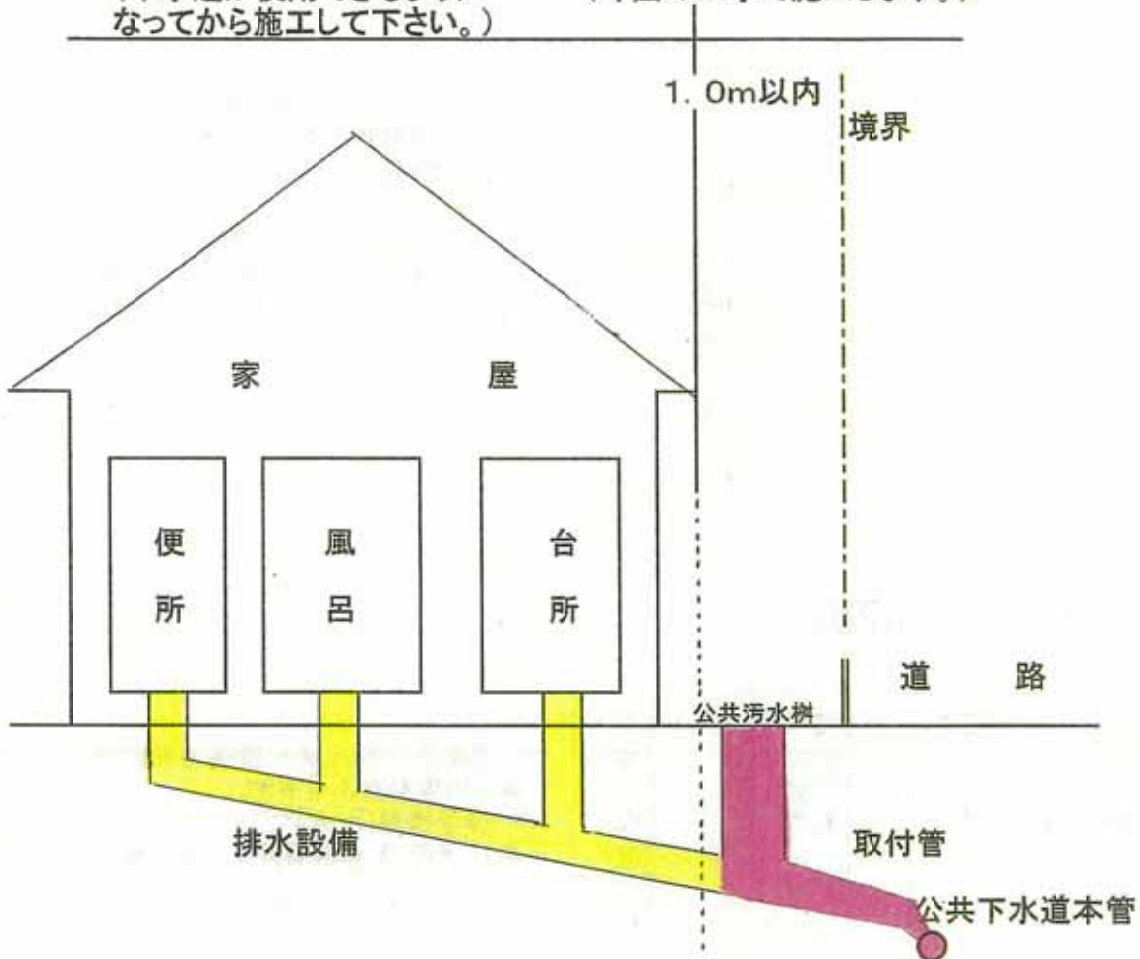 なってから施工して下さい。)
1. 0m以内
境界
家 屋
便所
風呂
台所
道 路
公共汚水桝
排水設備
取付管
公共下水道本管